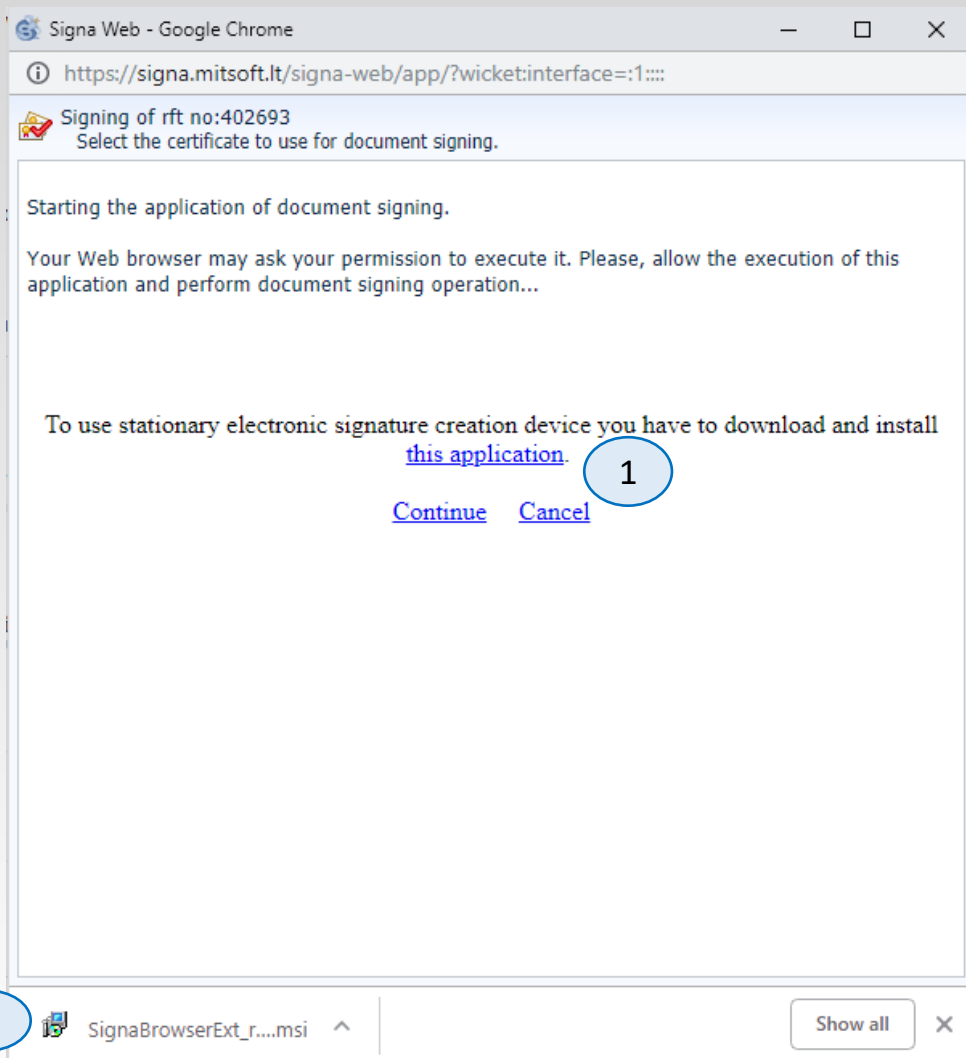 Signa Web - Google Chrome
https://signa.mitsoft.lt/signa-web/app/?wicket:interface=:1::::
Signing of rft no:402693
Select the certificate to use for document signing.
Starting the application of document signing.
Your Web browser may ask your permission to execute it. Please, allow the execution of this
application and perform document signing operation...
To use stationary electronic signature creation device you have to download and install
this application.
1
Continue Cancel
SignaBrowserExt_r....msi
Show all